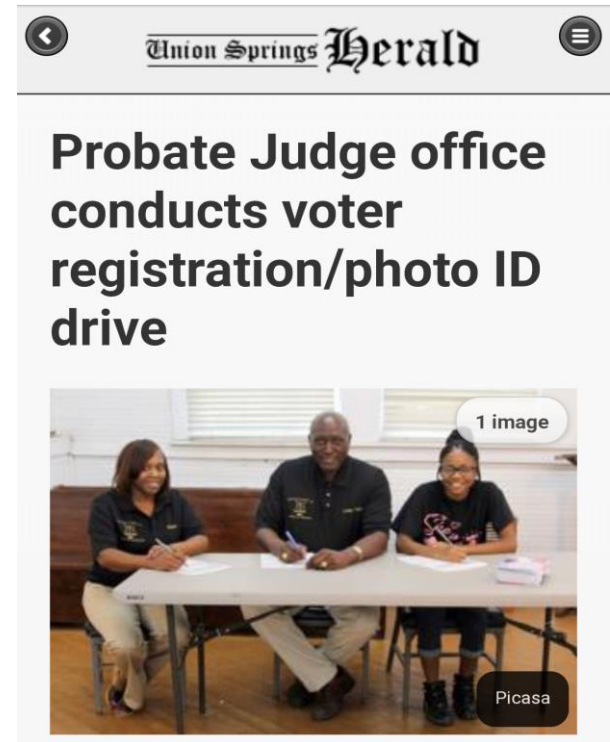 Union Springs Herald
Probate Judge office
conducts voter
registration/photo ID
drive
1 image
Picasa